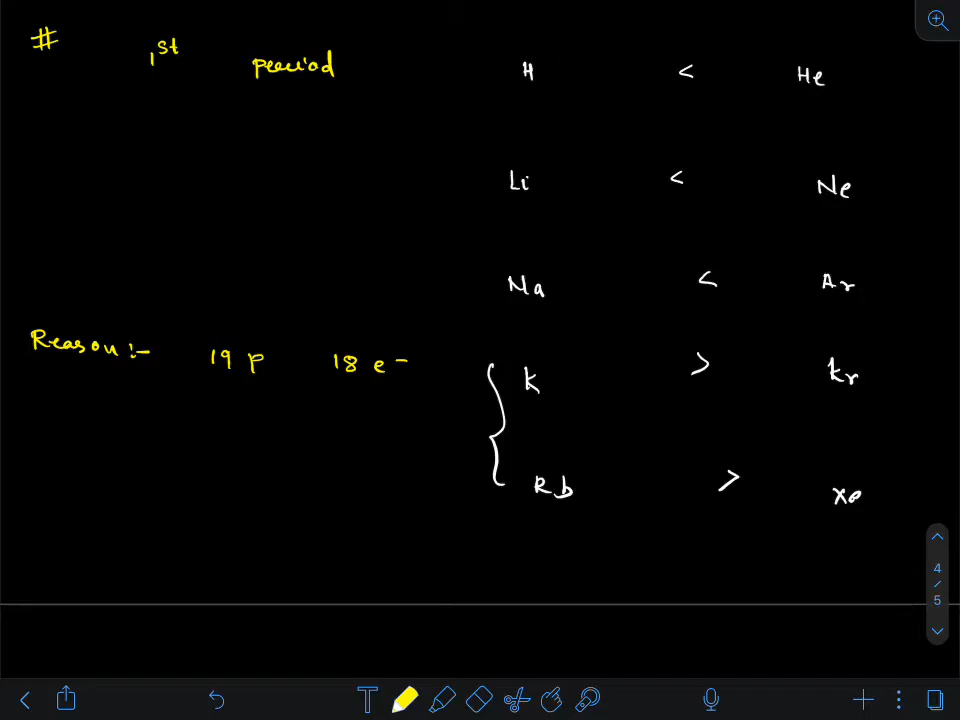 # 1st period H < He
Li < Ne
Na < Ar
Reason :- 19 p 18 e⁻ K > Kr
Rb > Xe
4
/
5